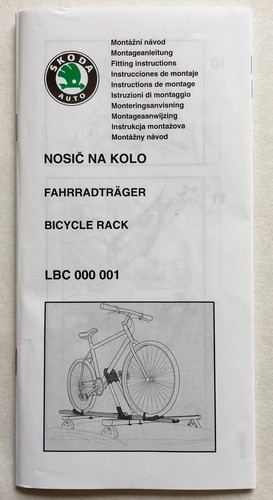 ŠKODA
AUTO
Montážní návod
Montageanleitung
Fitting instructions
Instrucciones de montaje
Instructions de montage
Istruzioni di montaggio
Monteringsanvisning
Montageaanwijzing
Instrukcja montażowa
Montážny návod
NOSIČ NA KOLO
FAHRRADTRÄGER
BICYCLE RACK
LBC 000 001